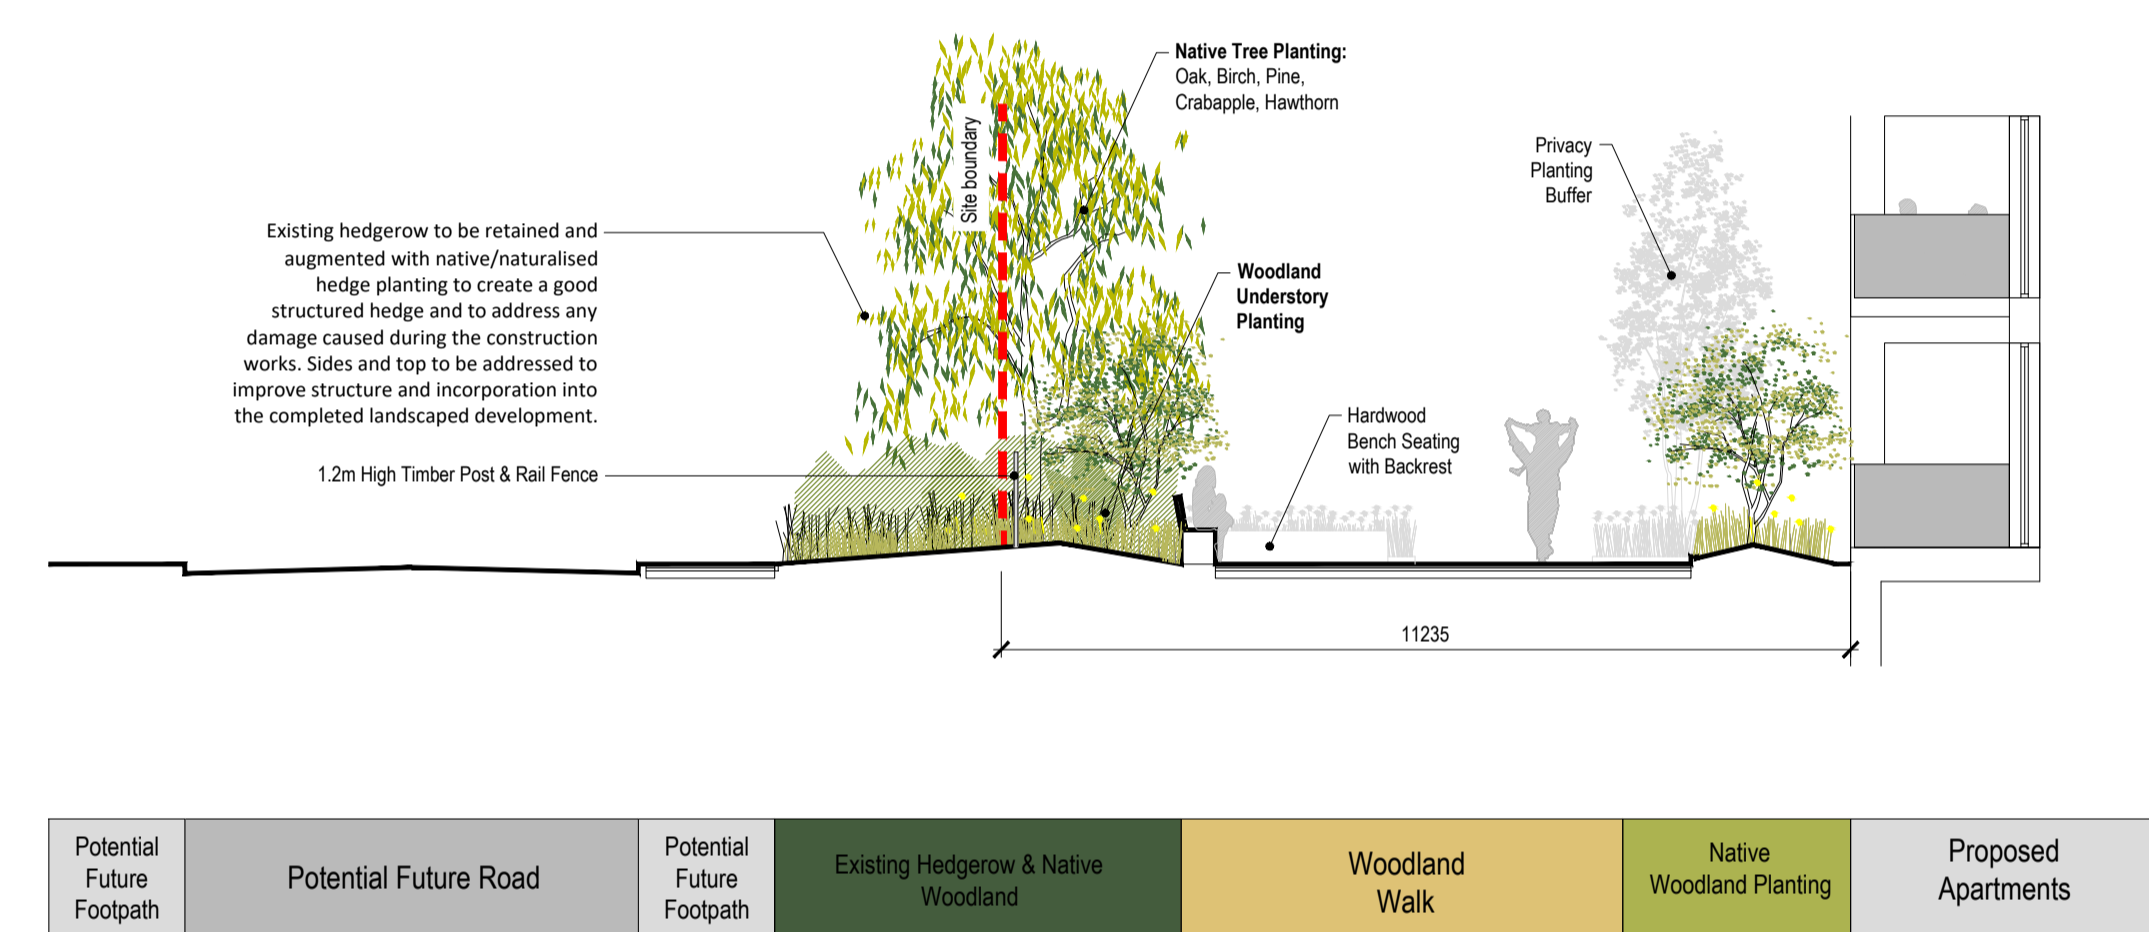 Native Tree Planting:
Oak, Birch, Pine,
Crabapple, Hawthorn
Site boundary
Privacy
Planting
Buffer
Existing hedgerow to be retained and
augmented with native/naturalised
hedge planting to create a good
structured hedge and to address any
damage caused during the construction
works. Sides and top to be addressed to
improve structure and incorporation into
the completed landscaped development.
Woodland
Understory
Planting
Hardwood
Bench Seating
with Backrest
1.2m High Timber Post & Rail Fence
11235
Potential
Future
Footpath
Potential Future Road
Potential
Future
Footpath
Existing Hedgerow & Native
Woodland
Woodland
Walk
Native
Woodland Planting
Proposed
Apartments